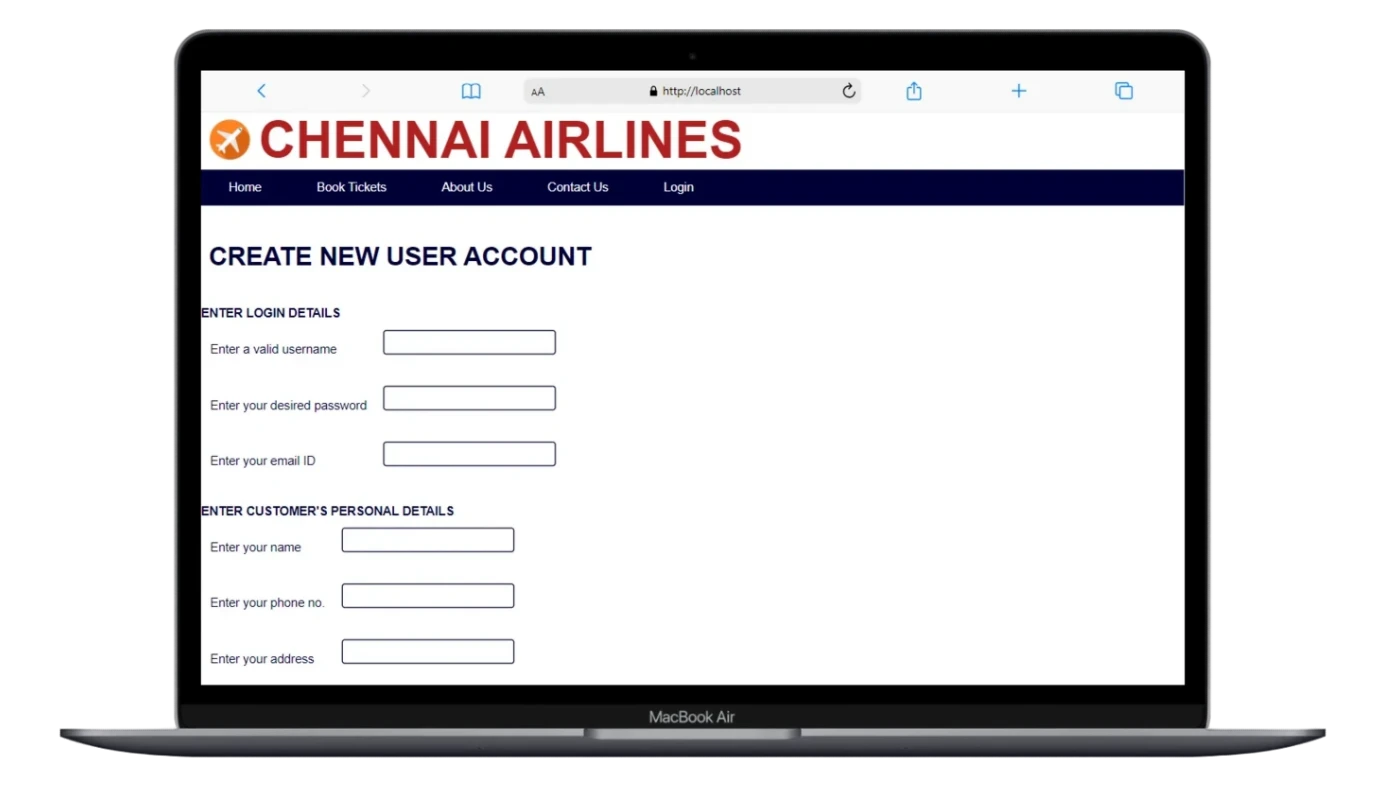 AA http://localhost
CHENNAI AIRLINES
Home Book Tickets About Us Contact Us Login
CREATE NEW USER ACCOUNT
ENTER LOGIN DETAILS
Enter a valid username
Enter your desired password
Enter your email ID
ENTER CUSTOMER'S PERSONAL DETAILS
Enter your name
Enter your phone no.
Enter your address
MacBook Air